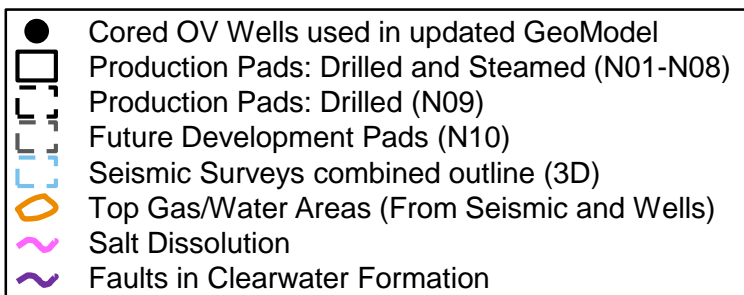 Cored OV Wells used in updated GeoModel
Production Pads: Drilled and Steamed (N01-N08)
Production Pads: Drilled (N09)
Future Development Pads (N10)
Seismic Surveys combined outline (3D)
Top Gas/Water Areas (From Seismic and Wells)
Salt Dissolution
Faults in Clearwater Formation